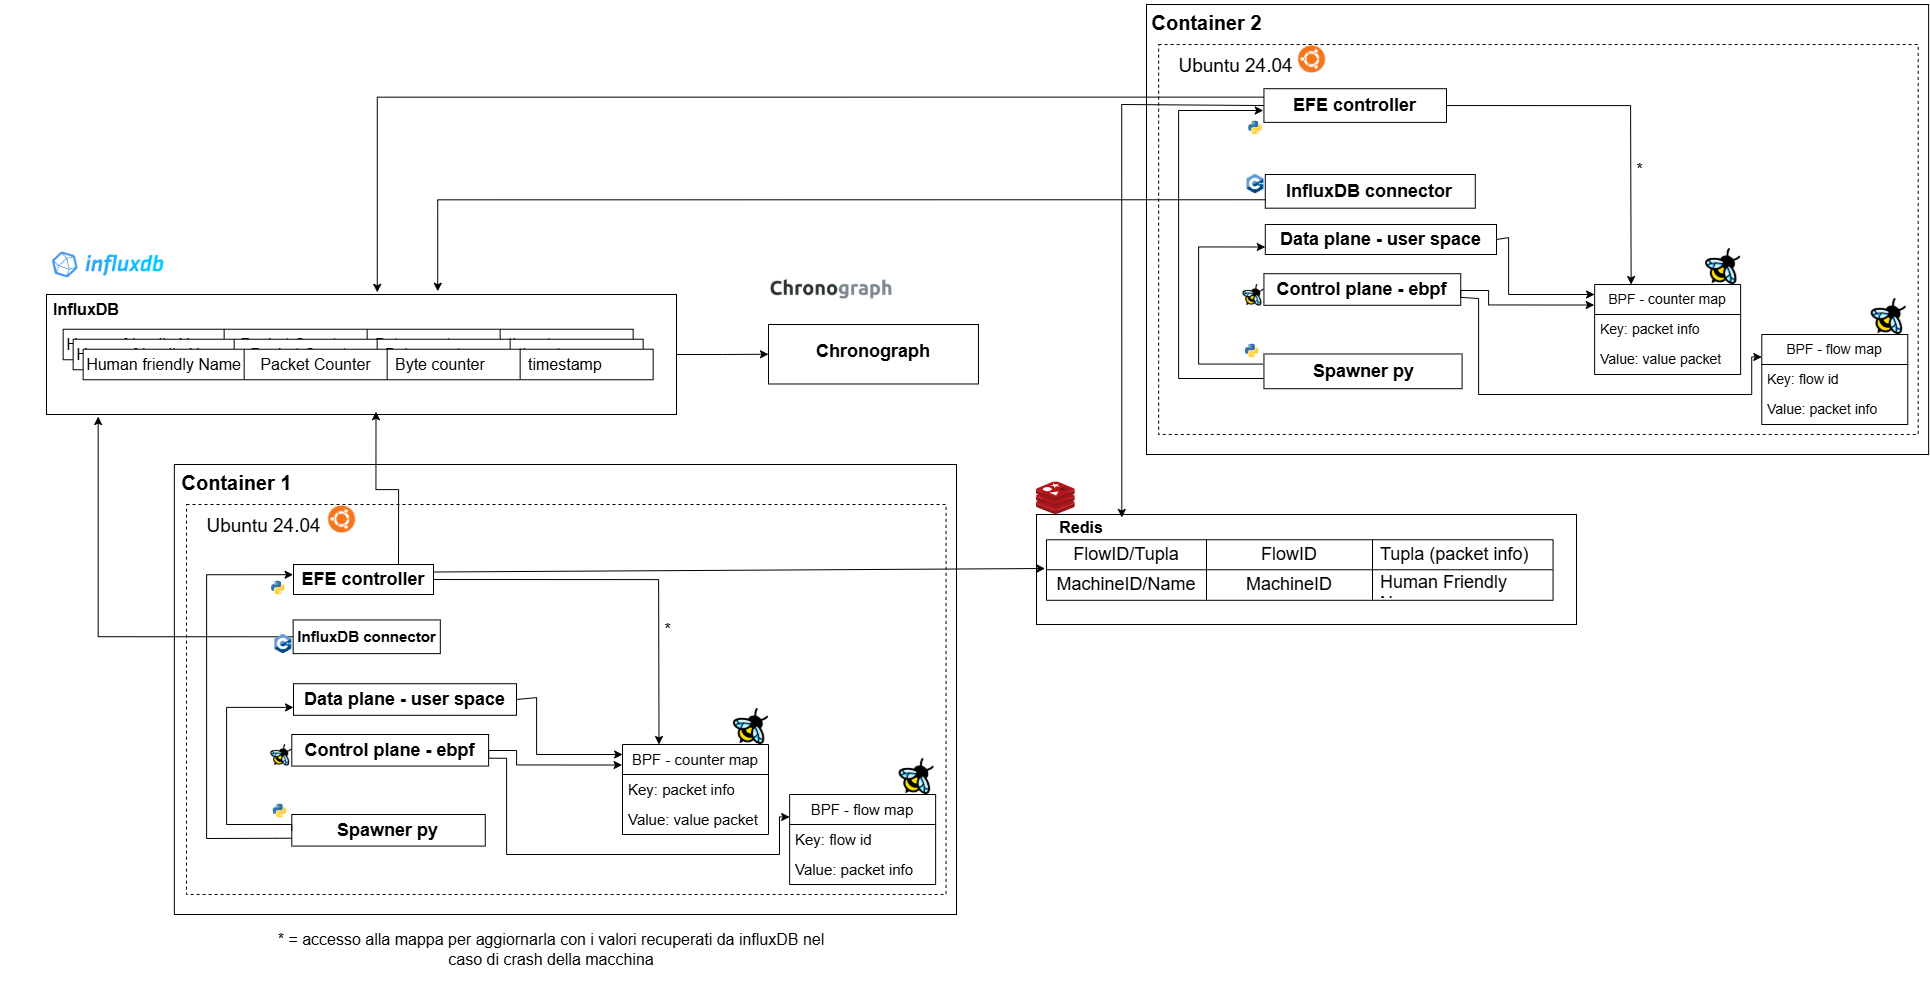 Container 2
Ubuntu 24.04
EFE controller
*
InfluxDB connector
Data plane - user space
Control plane - ebpf
BPF - counter map
Key: packet info
Value: value packet
BPF - flow map
Key: flow id
Value: packet info
Spawner py
influxdb
InfluxDB
Human friendly Name
Packet Counter
Byte counter
timestamp
Chronograph
Chronograph
Container 1
Ubuntu 24.04
EFE controller
*
InfluxDB connector
Data plane - user space
Control plane - ebpf
BPF - counter map
Key: packet info
Value: value packet
BPF - flow map
Key: flow id
Value: packet info
Spawner py
Redis
FlowID/Tupla
FlowID
Tupla (packet info)
MachineID/Name
MachineID
Human Friendly
* = accesso alla mappa per aggiornarla con i valori recuperati da influxDB nel
caso di crash della macchina